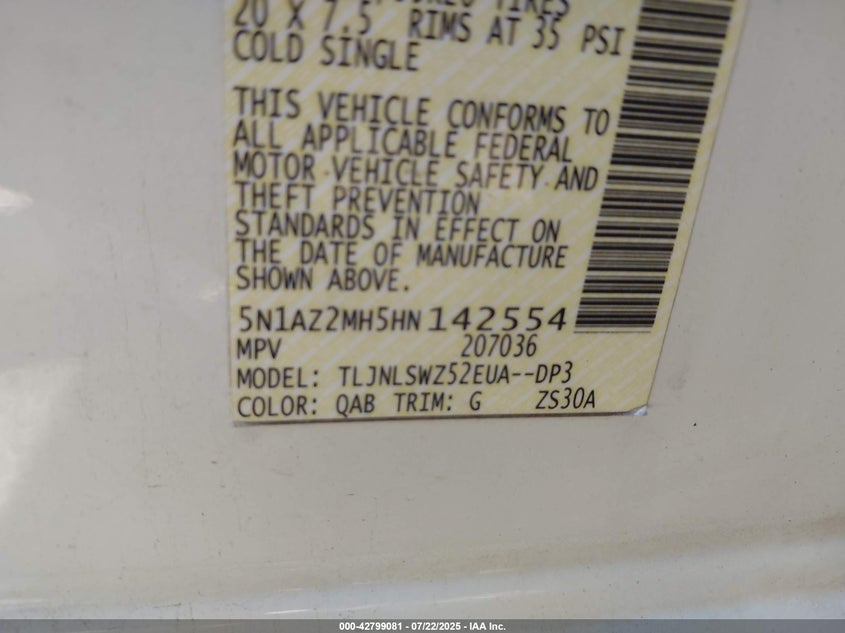 20 X 7.5 RIMS AT 35 PSI
COLD SINGLE
THIS VEHICLE CONFORMS TO
ALL APPLICABLE FEDERAL
MOTOR VEHICLE SAFETY AND
THEFT PREVENTION
STANDARDS IN EFFECT ON
THE DATE OF MANUFACTURE
SHOWN ABOVE.
5N1AZ2MH5HN142554
MPV 207036
MODEL: TLJNLSWZ52EUA--DP3
COLOR: QAB TRIM: G ZS30A
000-42799081 - 07/22/2025 - IAA Inc.